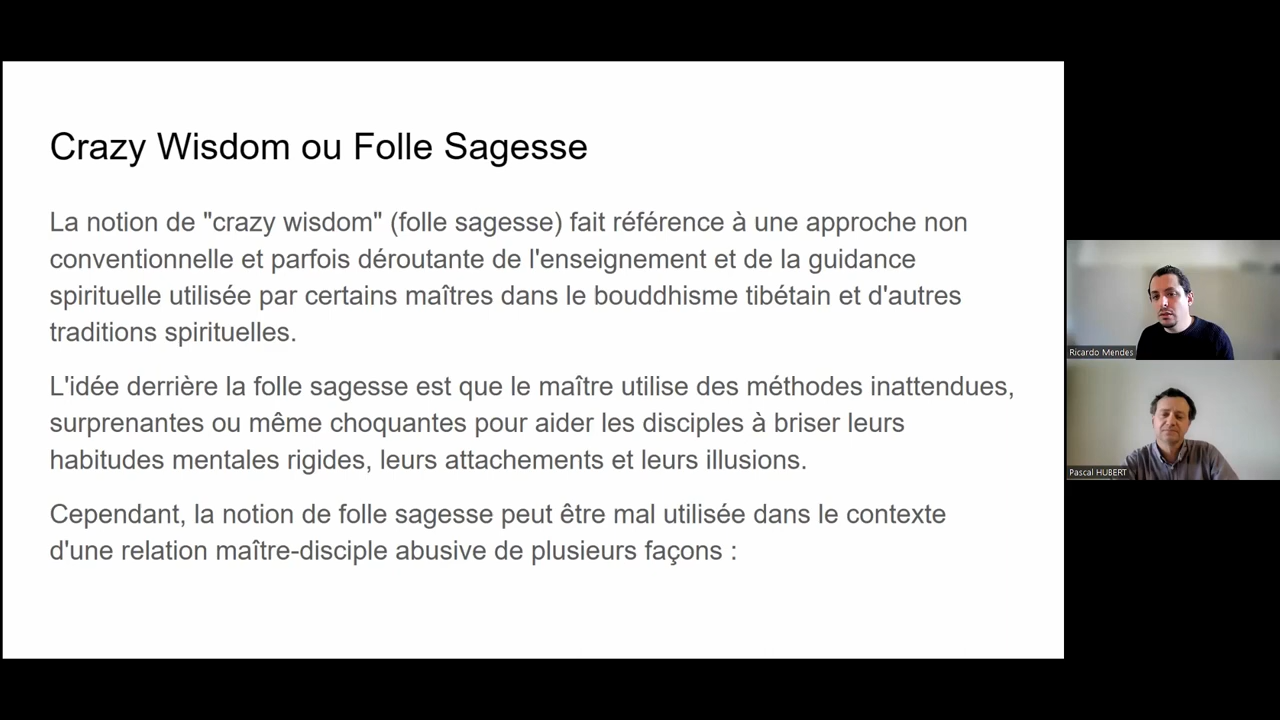 Crazy Wisdom ou Folle Sagesse
La notion de "crazy wisdom" (folle sagesse) fait référence à une approche non
conventionnelle et parfois déroutante de l'enseignement et de la guidance
spirituelle utilisée par certains maîtres dans le bouddhisme tibétain et d'autres
traditions spirituelles.
L'idée derrière la folle sagesse est que le maître utilise des méthodes inattendues,
surprenantes ou même choquantes pour aider les disciples à briser leurs
habitudes mentales rigides, leurs attachements et leurs illusions.
Cependant, la notion de folle sagesse peut être mal utilisée dans le contexte
d'une relation maître-disciple abusive de plusieurs façons :
Ricardo Mendes
Pascal HUBERT